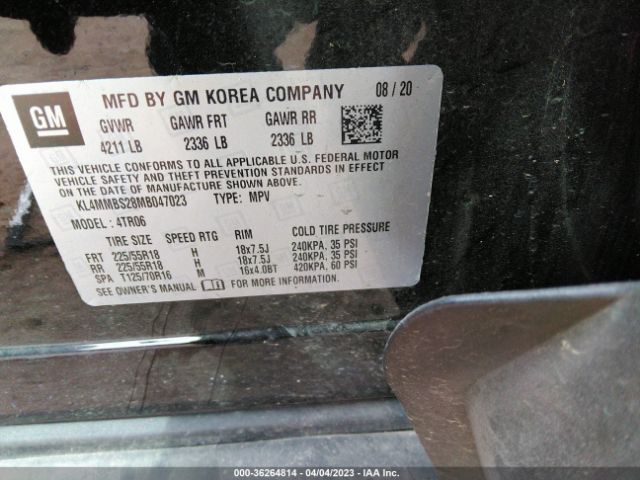 GM
MFD BY GM KOREA COMPANY 08/20
GVWR GAWR FRT GAWR RR
4211 LB 2336 LB 2336 LB
THIS VEHICLE CONFORMS TO ALL APPLICABLE U.S. FEDERAL MOTOR
VEHICLE SAFETY AND THEFT PREVENTION STANDARDS IN EFFECT
ON THE DATE OF MANUFACTURE SHOWN ABOVE.
KL4MMBS28MB047023 TYPE: MPV
MODEL: 4TR06
TIRE SIZE SPEED RTG RIM COLD TIRE PRESSURE
FRT 225/55R18 H 18x7.5J 240KPA, 35 PSI
RR 225/55R18 H 18x7.5J 240KPA, 35 PSI
SPA T125/70R16 M 16x4.0BT 420KPA, 60 PSI
SEE OWNER'S MANUAL FOR MORE INFORMATION.
000-36264814 - 04/04/2023 - IAA Inc.